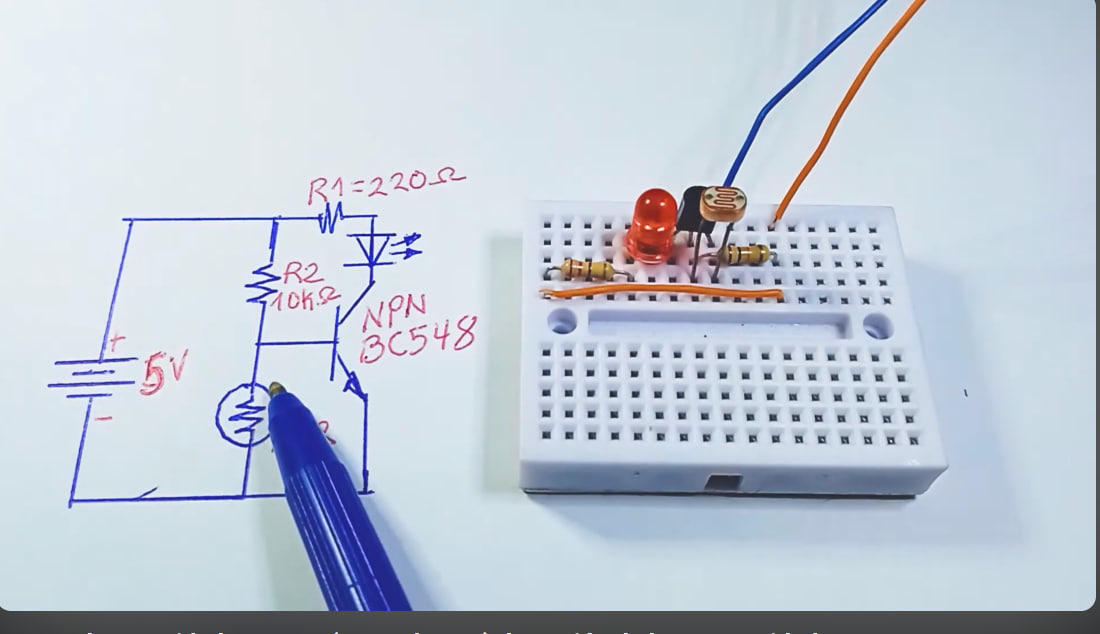 R1=220Ω
R2
10KΩ
NPN
BC548
+
5V
-